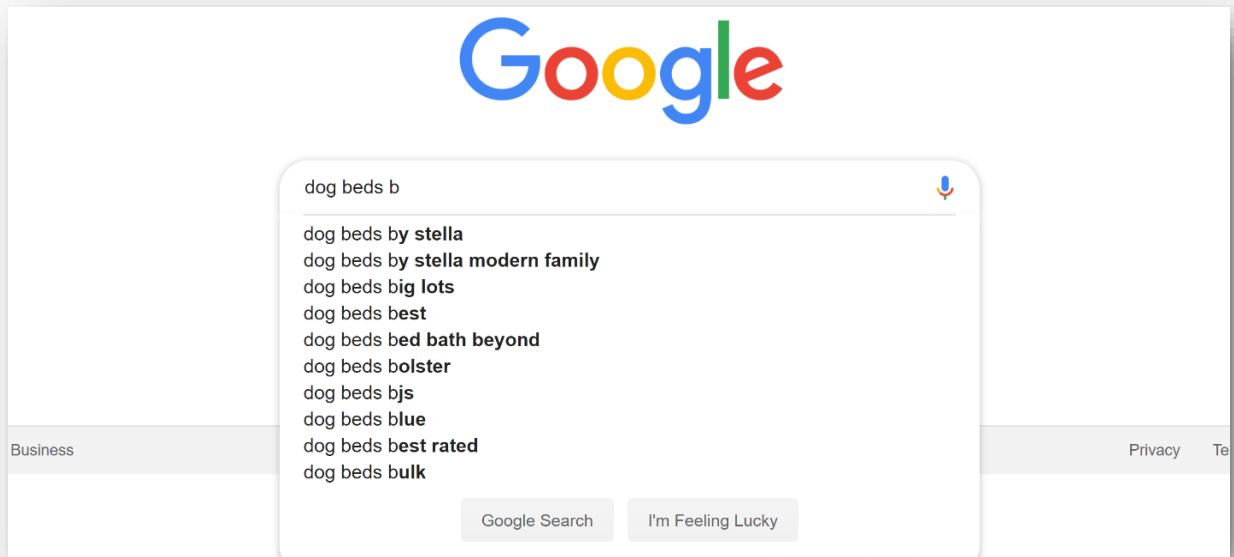 Google
dog beds b
dog beds by stella
dog beds by stella modern family
dog beds big lots
dog beds best
dog beds bed bath beyond
dog beds bolster
dog beds bjs
dog beds blue
dog beds best rated
dog beds bulk
Business Privacy Te
Google Search I'm Feeling Lucky